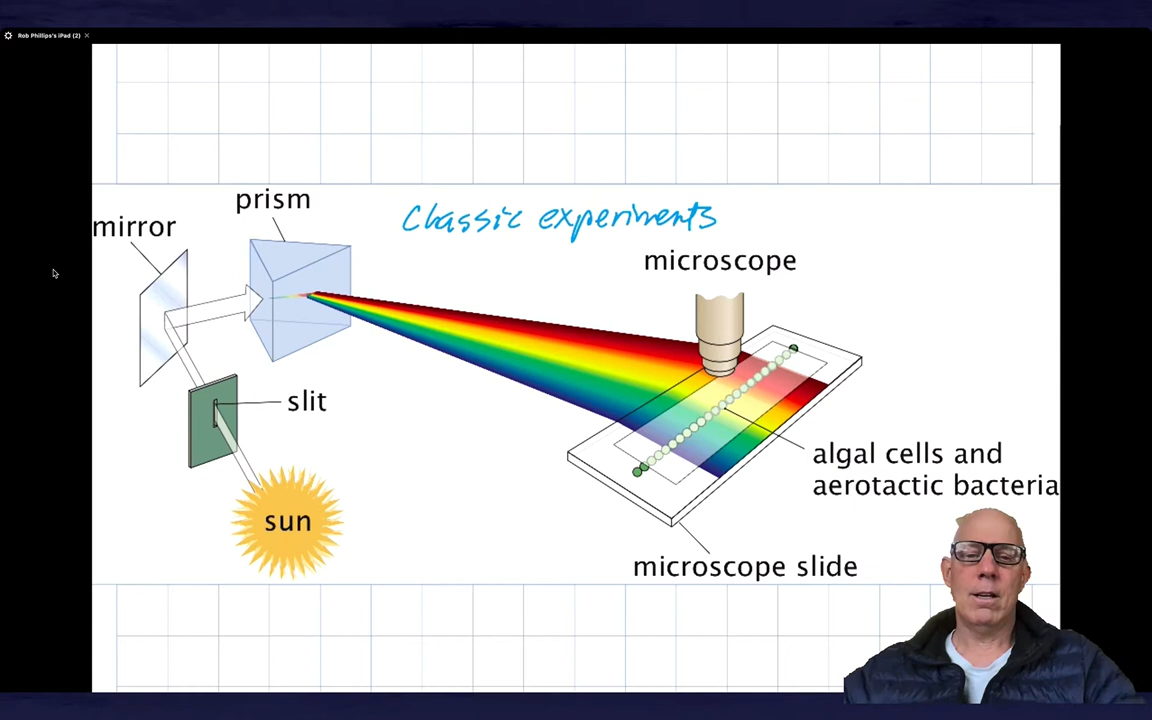 Rob Phillips's iPad (2)
prism
Classic experiments
mirror
microscope
slit
algal cells and
aerotactic bacteria
sun
microscope slide